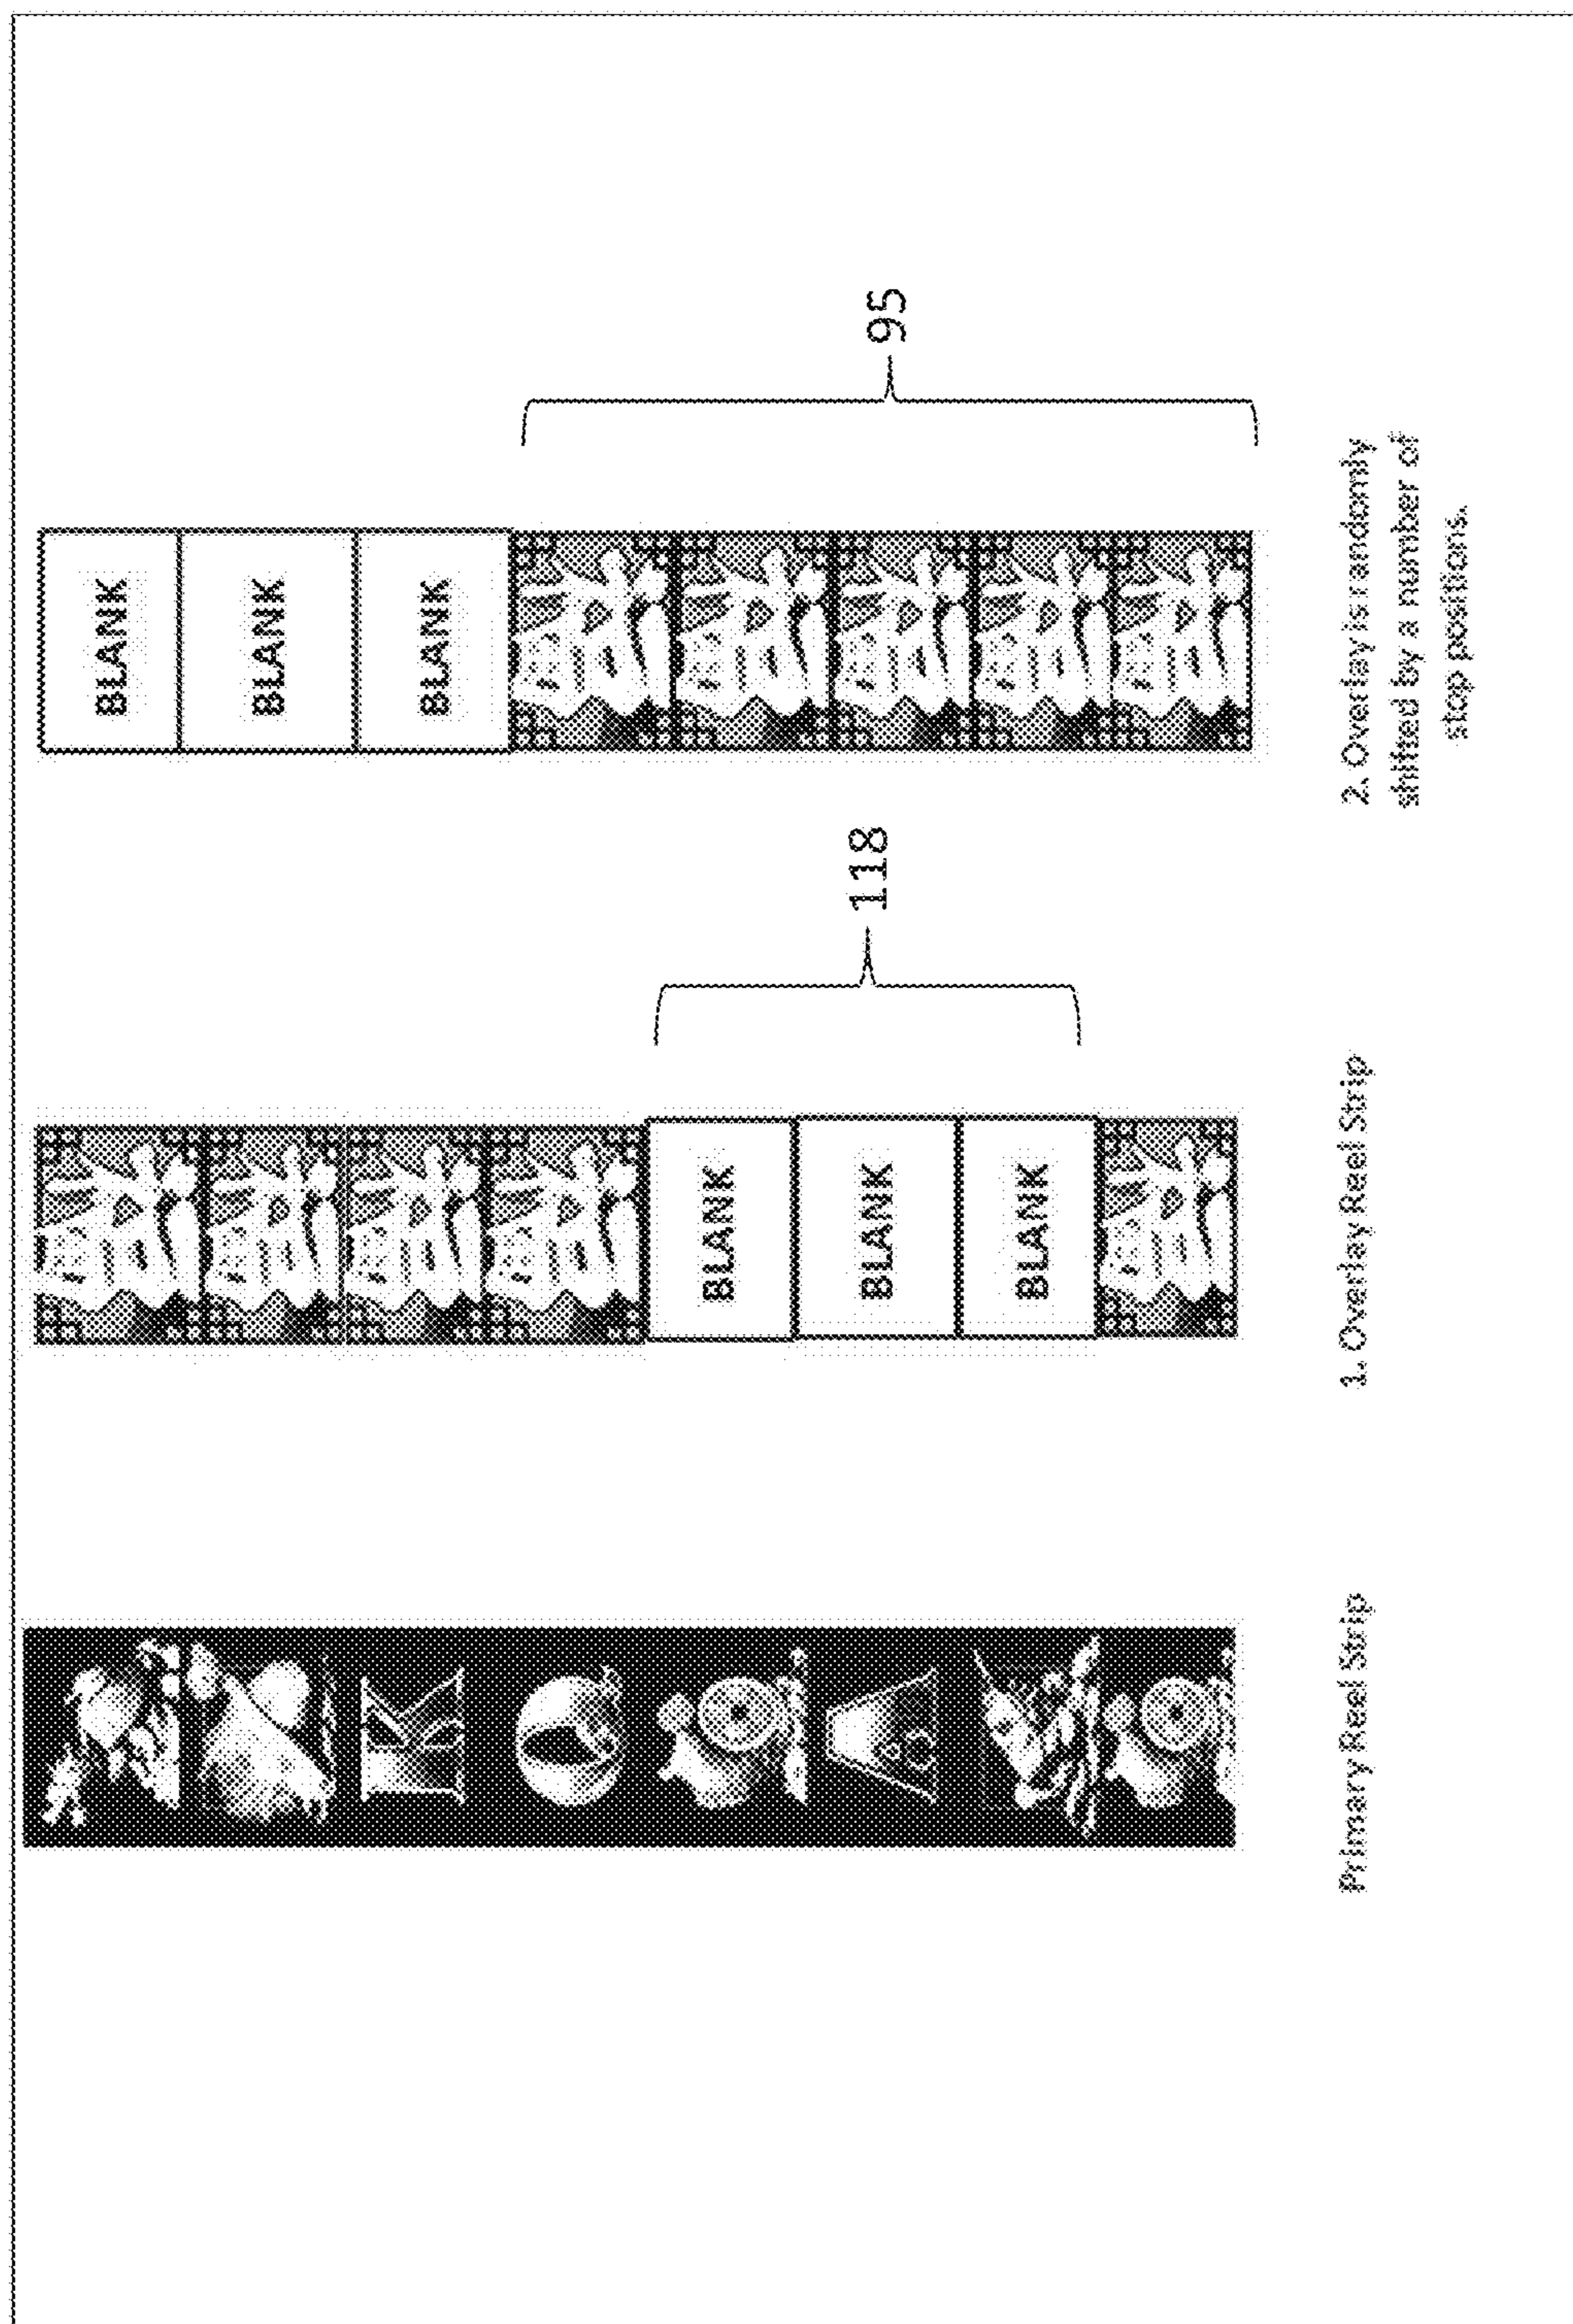 K
Q
A
Primary Reel Strip
BLANK
BLANK
BLANK
118
1. Overlay Reel Strip
BLANK
BLANK
BLANK
95
2. Overlay is randomly
shifted by a number of
stop positions.